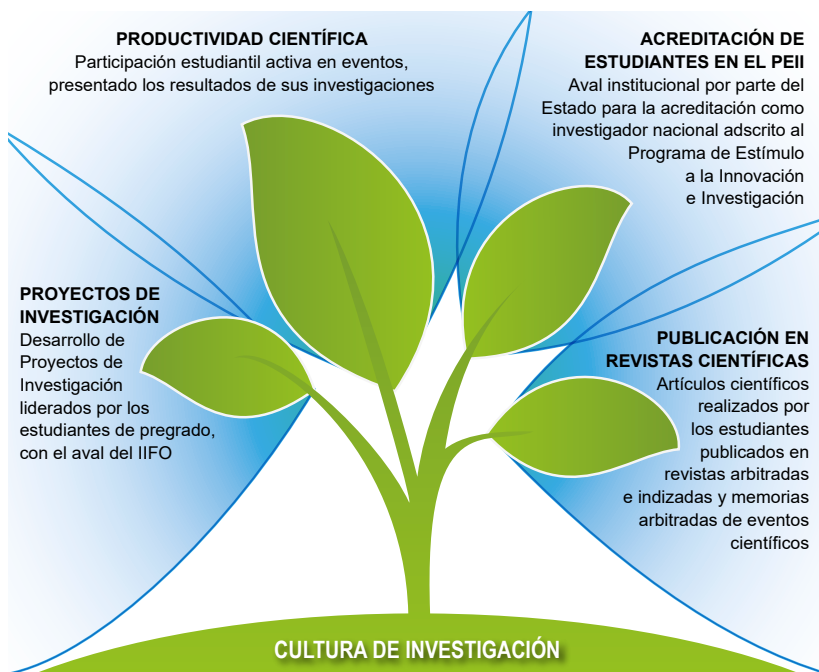 PRODUCTIVIDAD CIENTÍFICA
Participación estudiantil activa en eventos,
presentado los resultados de sus investigaciones
ACREDITACIÓN DE
ESTUDIANTES EN EL PEII
Aval institucional por parte del
Estado para la acreditación como
investigador nacional adscrito al
Programa de Estímulo
a la Innovación
e Investigación
PROYECTOS DE
INVESTIGACIÓN
Desarrollo de
Proyectos de
Investigación
liderados por los
estudiantes de pregrado,
con el aval del IIFO
PUBLICACIÓN EN
REVISTAS CIENTÍFICAS
Artículos científicos
realizados por
los estudiantes
publicados en
revistas arbitradas
e indizadas y memorias
arbitradas de eventos
científicos
CULTURA DE INVESTIGACIÓN